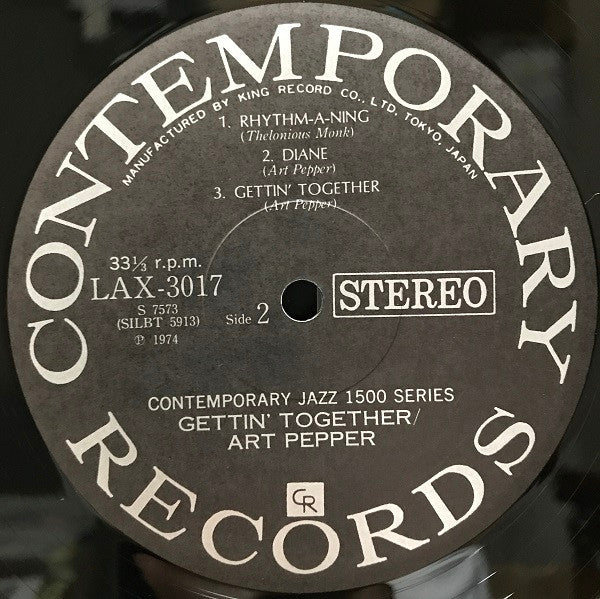 CONTEMPORARY
MANUFACTURED BY KING RECORD CO., LTD, TOKYO, JAPAN
1. RHYTHM-A-NING
(Thelonious Monk)
2. DIANE
(Art Pepper)
3. GETTIN' TOGETHER
(Art Pepper)
33⅓ r.p.m.
LAX-3017
S 7573
(SILBT 5913)
℗ 1974
Side 2
STEREO
CONTEMPORARY JAZZ 1500 SERIES
GETTIN' TOGETHER/
ART PEPPER
CR
RECORDS